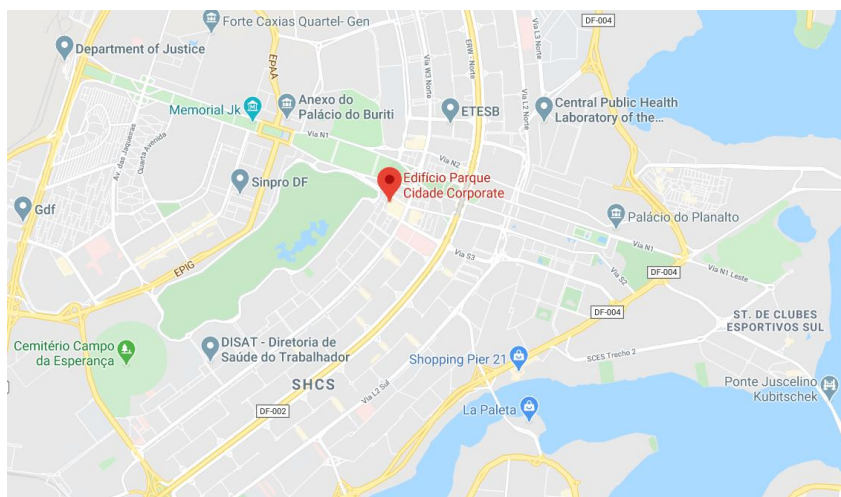 Forte Caxias Quartel- Gen
DF-004
Via L3 Norte
Department of Justice
EPAA
ERW - Norte
Via W3 Norte
Memorial Jk
Anexo do
Palácio do Buriti
ETESB
Via L2 Norte
Central Public Health
Laboratory of the...
Av. das Jaqueiras
Quarta Avenida
Via N1
Via N2
Sinpro DF
Edifício Parque
Cidade Corporate
Gdf
Palácio do Planalto
Via N1
EPIG
Via S3
Via S2
DF-004
Via N1 Leste
DF-004
ST. DE CLUBES
ESPORTIVOS SUL
Cemitério Campo
da Esperança
DISAT - Diretoria de
Saúde do Trabalhador
Shopping Pier 21
SCES Trecho 2
SHCS
Via L2 Sul
Ponte Juscelino
Kubitschek
DF-002
La Paleta